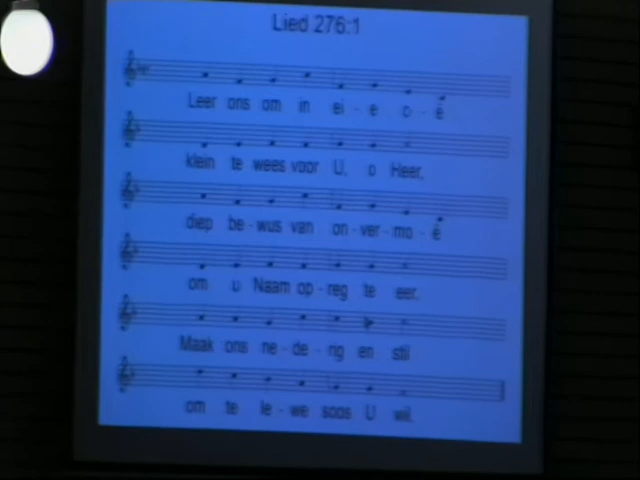 Lied 276:1
Leer ons om in ei - e o - ë
klein te wees voor U, o Heer,
diep be - wus van on - ver - mo - ë
om u Naam op - reg te eer.
Maak ons ne - de - rig en stil
om te le - we soos U wil.